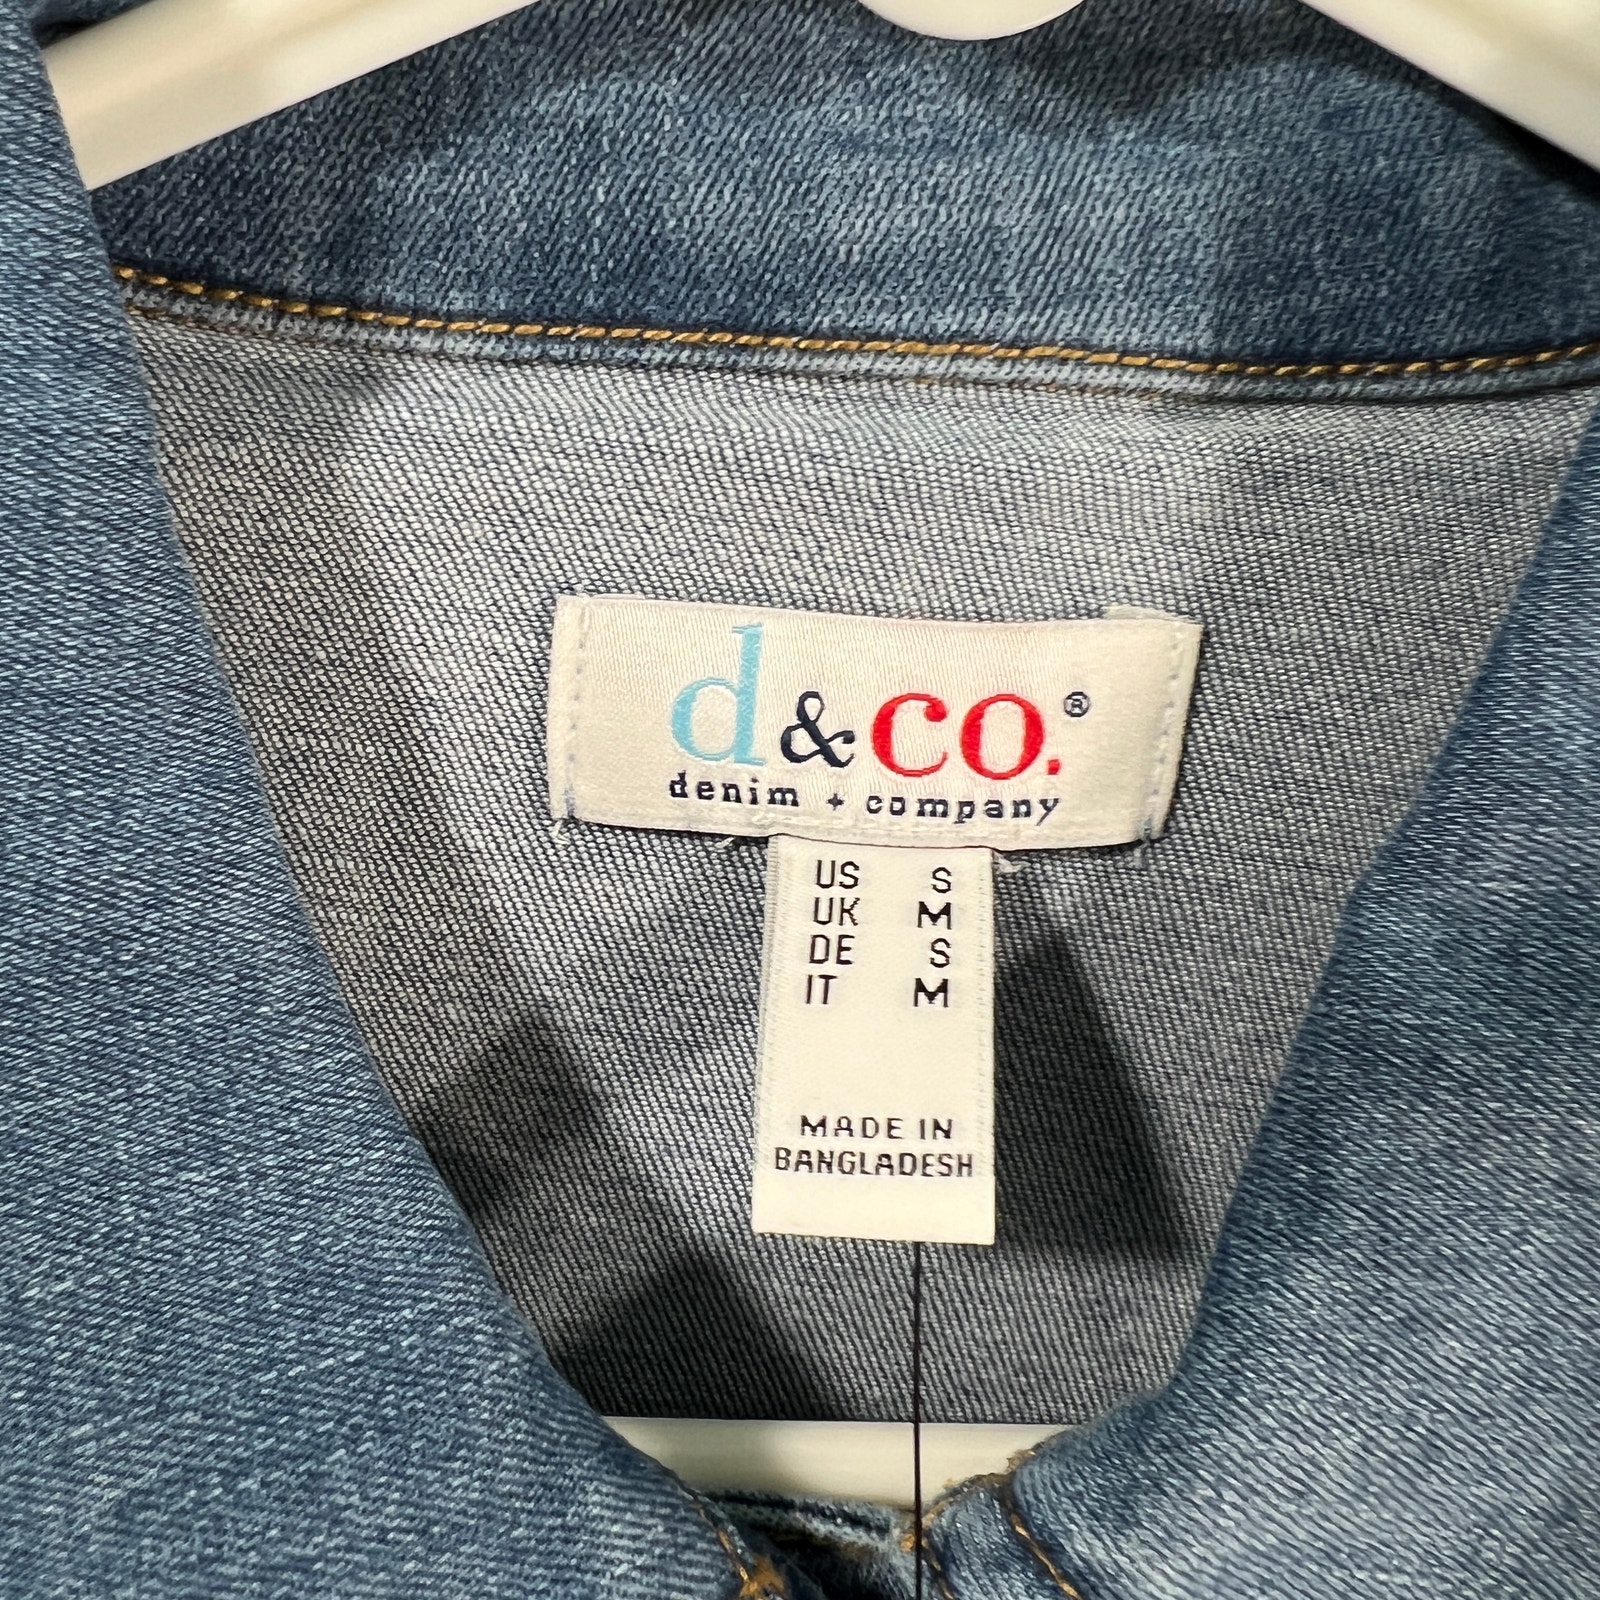 d&co.®
denim + company
US S
UK M
DE S
IT M
MADE IN
BANGLADESH